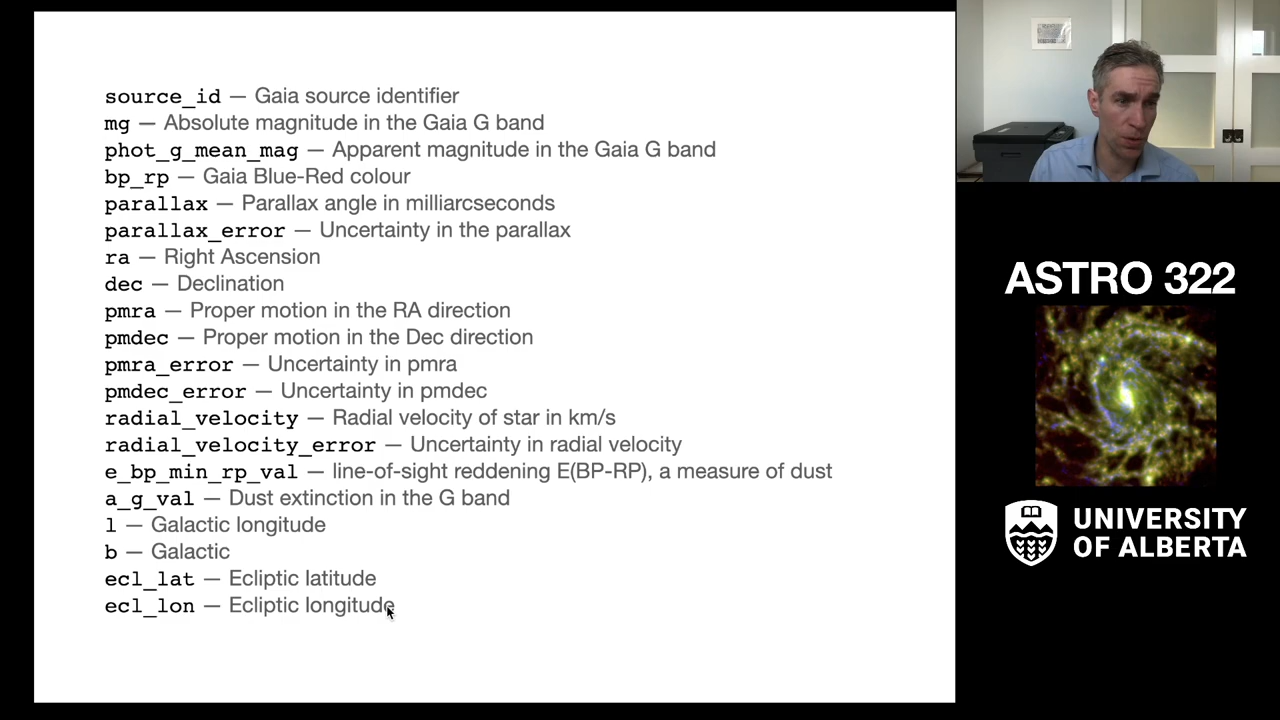 source_id — Gaia source identifier
mg — Absolute magnitude in the Gaia G band
phot_g_mean_mag — Apparent magnitude in the Gaia G band
bp_rp — Gaia Blue-Red colour
parallax — Parallax angle in milliarcseconds
parallax_error — Uncertainty in the parallax
ra — Right Ascension
dec — Declination
pmra — Proper motion in the RA direction
pmdec — Proper motion in the Dec direction
pmra_error — Uncertainty in pmra
pmdec_error — Uncertainty in pmdec
radial_velocity — Radial velocity of star in km/s
radial_velocity_error — Uncertainty in radial velocity
e_bp_min_rp_val — line-of-sight reddening E(BP-RP), a measure of dust
a_g_val — Dust extinction in the G band
l — Galactic longitude
b — Galactic
ecl_lat — Ecliptic latitude
ecl_lon — Ecliptic longitude
ASTRO 322
UNIVERSITY
OF ALBERTA